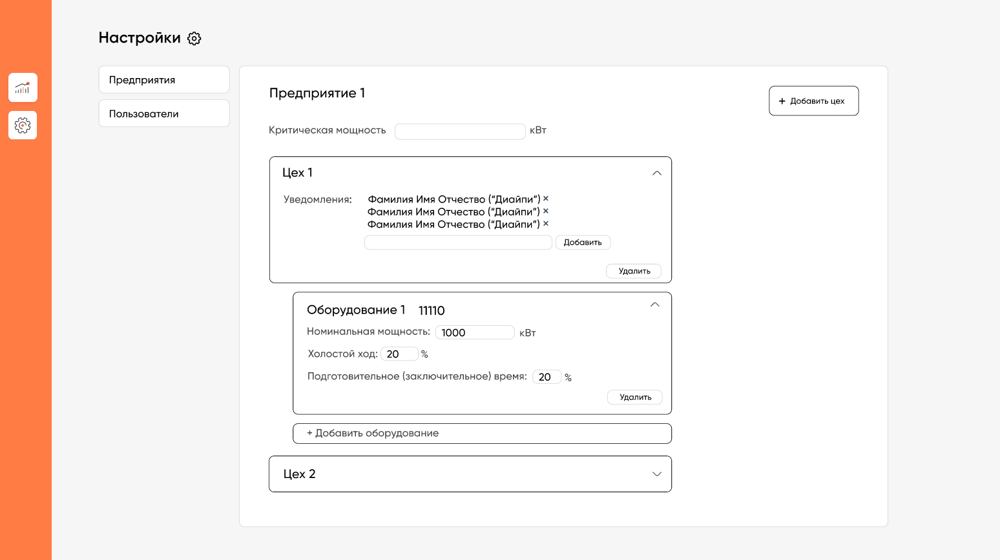 Настройки
Предприятия
Пользователи
Предприятие 1
+ Добавить цех
Критическая мощность кВт
Цех 1
Уведомления: Фамилия Имя Отчество (“Диайпи”) ×
Фамилия Имя Отчество (“Диайпи”) ×
Фамилия Имя Отчество (“Диайпи”) ×
Добавить
Удалить
Оборудование 1 11110
Номинальная мощность: 1000 кВт
Холостой ход: 20 %
Подготовительное (заключительное) время: 20 %
Удалить
+ Добавить оборудование
Цех 2